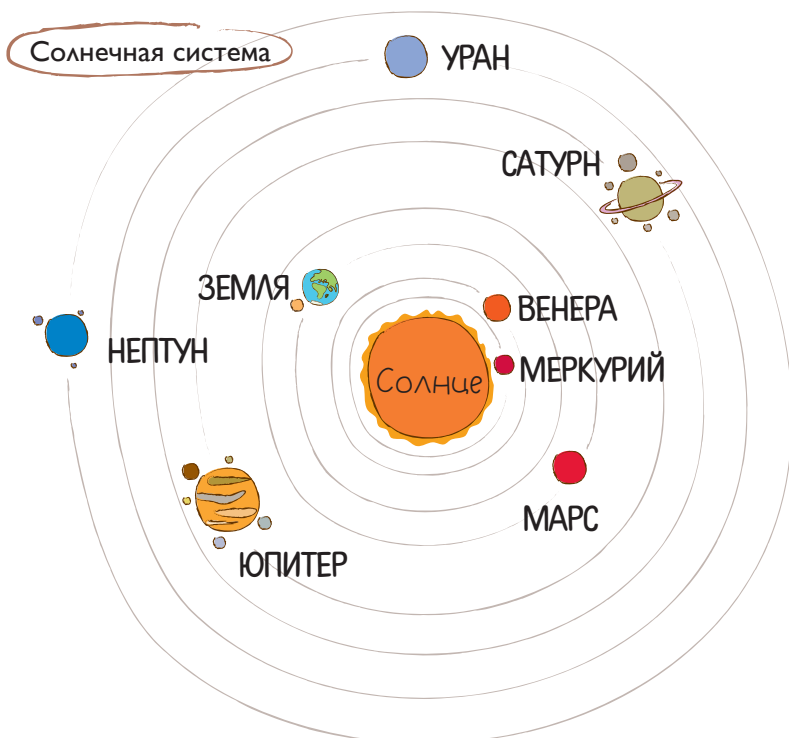 Солнечная система
УРАН
САТУРН
ЗЕМЛЯ
ВЕНЕРА
НЕПТУН
МЕРКУРИЙ
Солнце
МАРС
ЮПИТЕР